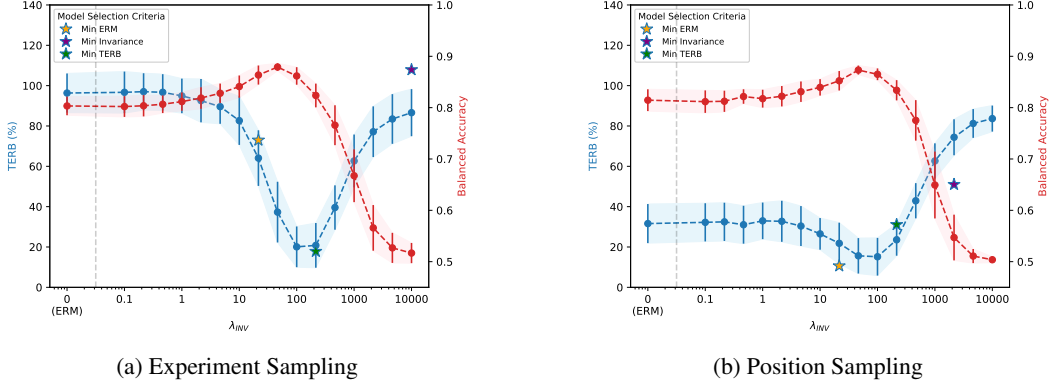 140
120
100
80
60
40
20
0
TERB (%)
Model Selection Criteria
Min ERM
Min Invariance
Min TERB
1.0
0.9
0.8
0.7
0.6
0.5
Balanced Accuracy
0 0.1 1 10 100 1000 10000
(ERM)
λINV
(a) Experiment Sampling
140
120
100
80
60
40
20
0
TERB (%)
Model Selection Criteria
Min ERM
Min Invariance
Min TERB
1.0
0.9
0.8
0.7
0.6
0.5
Balanced Accuracy
0 0.1 1 10 100 1000 10000
(ERM)
λINV
(b) Position Sampling